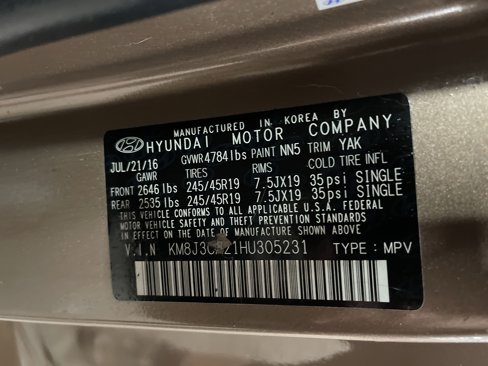 MANUFACTURED IN KOREA BY
HYUNDAI MOTOR COMPANY
JUL/21/16 GVWR 4784 lbs PAINT NN5 TRIM YAK
GAWR TIRES RIMS COLD TIRE INFL
FRONT 2646 lbs 245/45R19 7.5JX19 35psi SINGLE
REAR 2535 lbs 245/45R19 7.5JX19 35psi SINGLE
THIS VEHICLE CONFORMS TO ALL APPLICABLE U.S.A. FEDERAL
MOTOR VEHICLE SAFETY AND THEFT PREVENTION STANDARDS
IN EFFECT ON THE DATE OF MANUFACTURE SHOWN ABOVE.
V.I.N TYPE : MPV